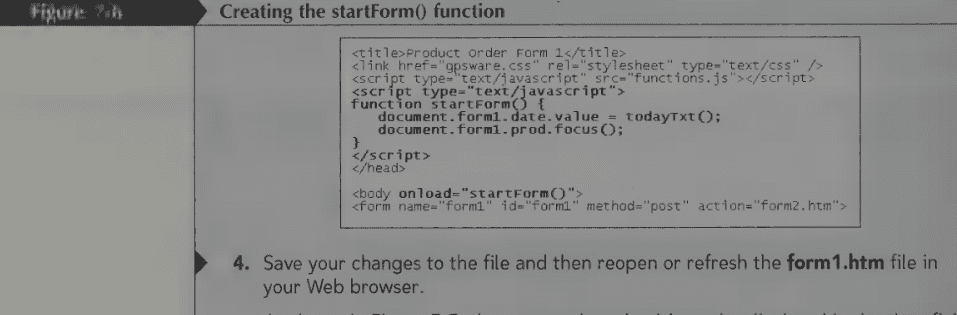 Figure
Creating the startForm() function
<title>Product Order Form 1</title>
<link href="gpsware.css" rel="stylesheet" type="text/css" />
<script type="text/javascript" src="functions.js"></script>
<script type="text/javascript">
function startForm() {
   document.form1.date.value = todayTxt();
   document.form1.prod.focus();
}
</script>
</head>
<body onload="startForm()">
<form name="form1" id="form1" method="post" action="form2.htm">
4. Save your changes to the file and then reopen or refresh the form1.htm file in
your Web browser.